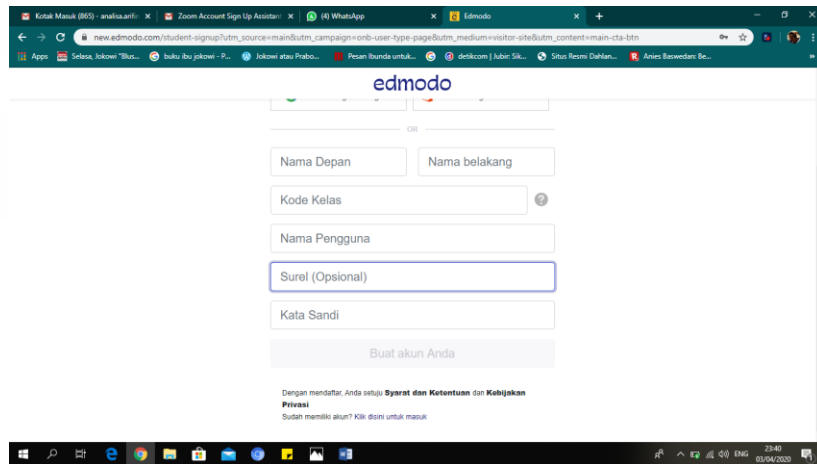 Kotak Masuk (865) - analisa.arifin
Zoom Account Sign Up Assistant
(4) WhatsApp
Edmodo
new.edmodo.com/student-signup?utm_source=main&utm_campaign=onb-user-type-page&utm_medium=visitor-site&utm_content=main-cta-btn
Apps
Selasa, Jokowi "Blus...
buku ibu jokowi - P...
Jokowi atau Prabo...
Pesan Ibunda untuk...
detikcom | Jubir: Sik...
Situs Resmi Dahlan...
Anies Baswedan: Be...
edmodo
OR
Nama Depan
Nama belakang
Kode Kelas
Nama Pengguna
Surel (Opsional)
Kata Sandi
Buat akun Anda
Dengan mendaftar, Anda setuju Syarat dan Ketentuan dan Kebijakan
Privasi
Sudah memiliki akun? Klik disini untuk masuk
ENG
23:40
03/04/2020